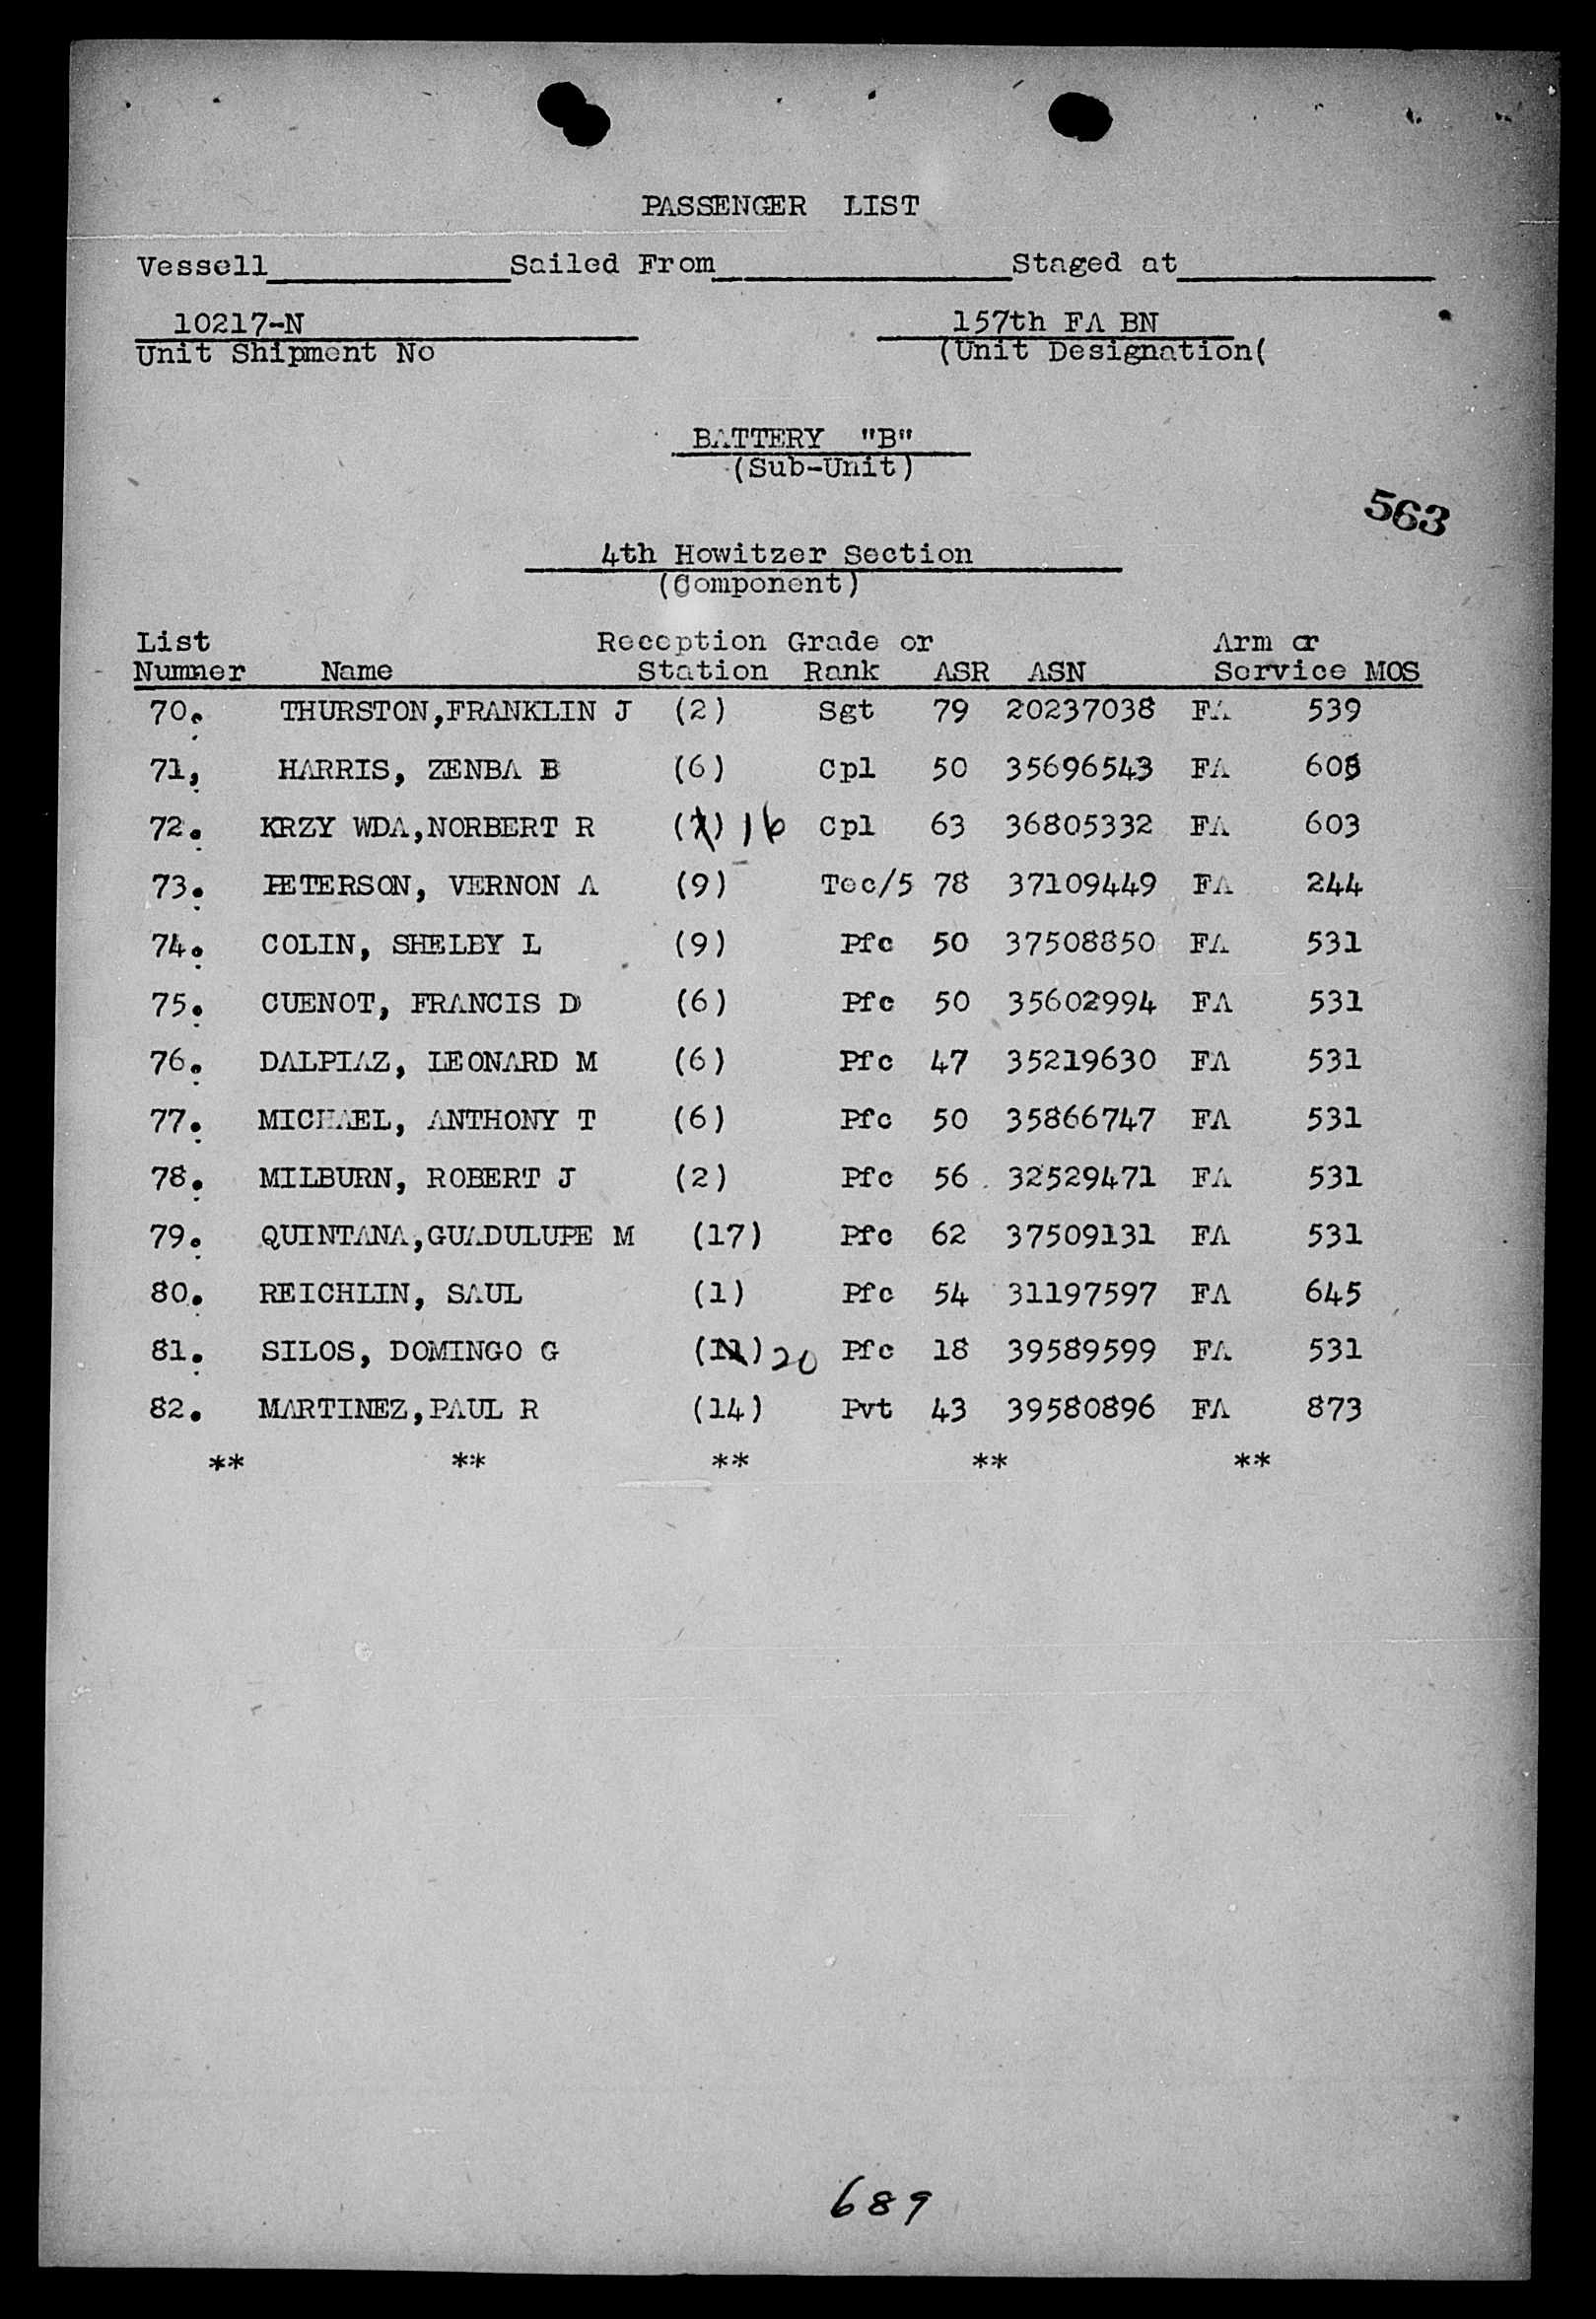 PASSENGER LIST
Vessell Sailed From Staged at
10217-N 157th FA BN
Unit Shipment No (Unit Designation(
BATTERY "B"
(Sub-Unit)
563
4th Howitzer Section
(Component)
List Reception Grade or Arm or
Numner Name Station Rank ASR ASN Service MOS
70. THURSTON,FRANKLIN J (2) Sgt 79 20237038 FA 539
71, HARRIS, ZENBA B (6) Cpl 50 35696543 FA 603
72. KRZY WDA,NORBERT R (7) 16 Cpl 63 36805332 FA 603
73. PETERSON, VERNON A (9) Tec/5 78 37109449 FA 244
74. COLIN, SHELBY L (9) Pfc 50 37508850 FA 531
75. CUENOT, FRANCIS D (6) Pfc 50 35602994 FA 531
76. DALPIAZ, LEONARD M (6) Pfc 47 35219630 FA 531
77. MICHAEL, ANTHONY T (6) Pfc 50 35866747 FA 531
78. MILBURN, ROBERT J (2) Pfc 56 32529471 FA 531
79. QUINTANA,GUADULUPE M (17) Pfc 62 37509131 FA 531
80. REICHLIN, SAUL (1) Pfc 54 31197597 FA 645
81. SILOS, DOMINGO G (11) 20 Pfc 18 39589599 FA 531
82. MARTINEZ,PAUL R (14) Pvt 43 39580896 FA 873
** ** ** ** **
689